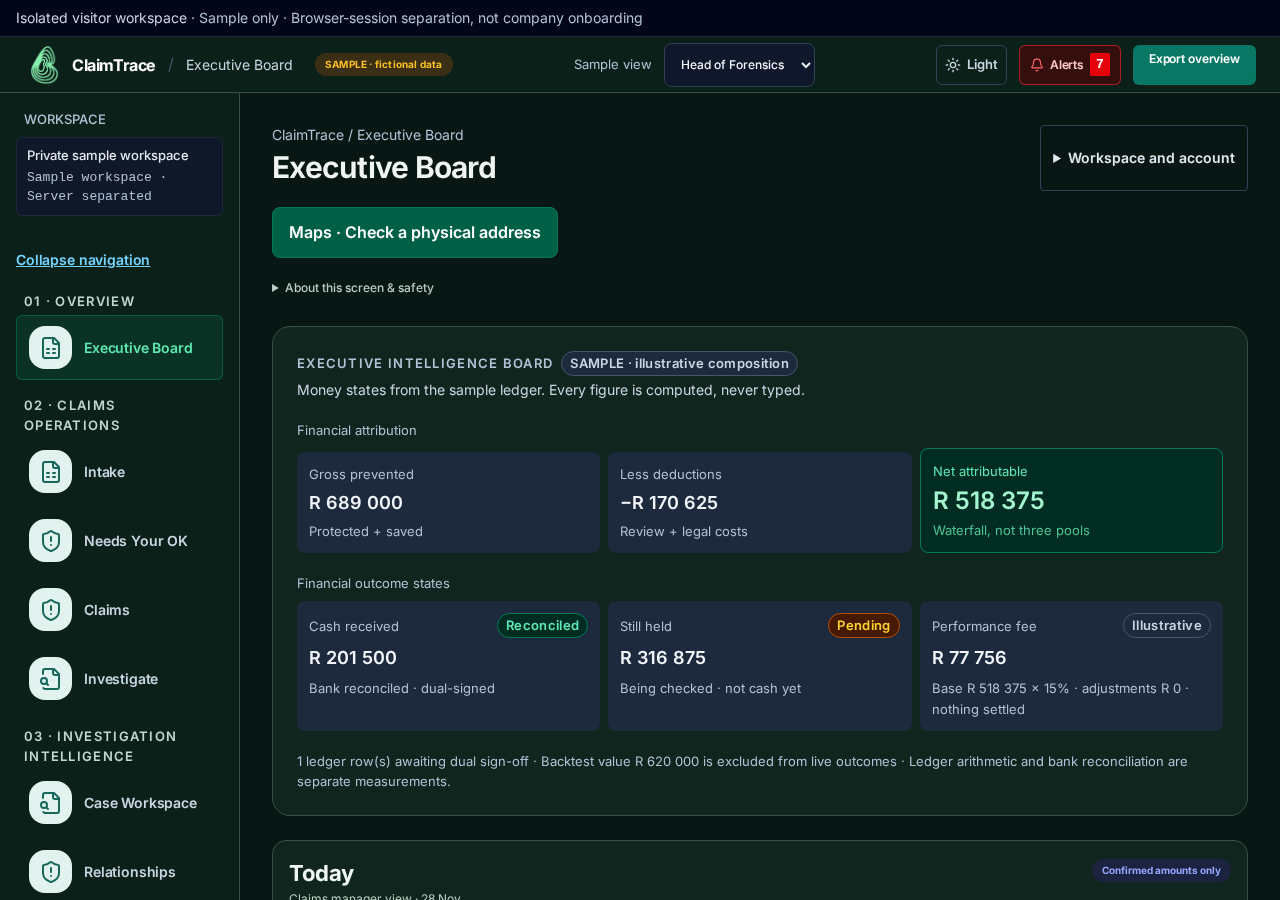 Isolated visitor workspace · Sample only · Browser-session separation, not company onboarding
ClaimTrace / Executive Board SAMPLE · fictional data Sample view Head of Forensics Light Alerts 7 Export overview
WORKSPACE
Private sample workspace
Sample workspace ·
Server separated
Collapse navigation
01 · OVERVIEW
Executive Board
02 · CLAIMS
OPERATIONS
Intake
Needs Your OK
Claims
Investigate
03 · INVESTIGATION
INTELLIGENCE
Case Workspace
Relationships
ClaimTrace / Executive Board
Executive Board
Workspace and account
Maps · Check a physical address
About this screen & safety
EXECUTIVE INTELLIGENCE BOARD SAMPLE · illustrative composition
Money states from the sample ledger. Every figure is computed, never typed.
Financial attribution
Gross prevented
R 689 000
Protected + saved
Less deductions
−R 170 625
Review + legal costs
Net attributable
R 518 375
Waterfall, not three pools
Financial outcome states
Cash received Reconciled
R 201 500
Bank reconciled · dual-signed
Still held Pending
R 316 875
Being checked · not cash yet
Performance fee Illustrative
R 77 756
Base R 518 375 × 15% · adjustments R 0 ·
nothing settled
1 ledger row(s) awaiting dual sign-off · Backtest value R 620 000 is excluded from live outcomes · Ledger arithmetic and bank reconciliation are
separate measurements.
Today
Confirmed amounts only
Claims manager view · 28 Nov